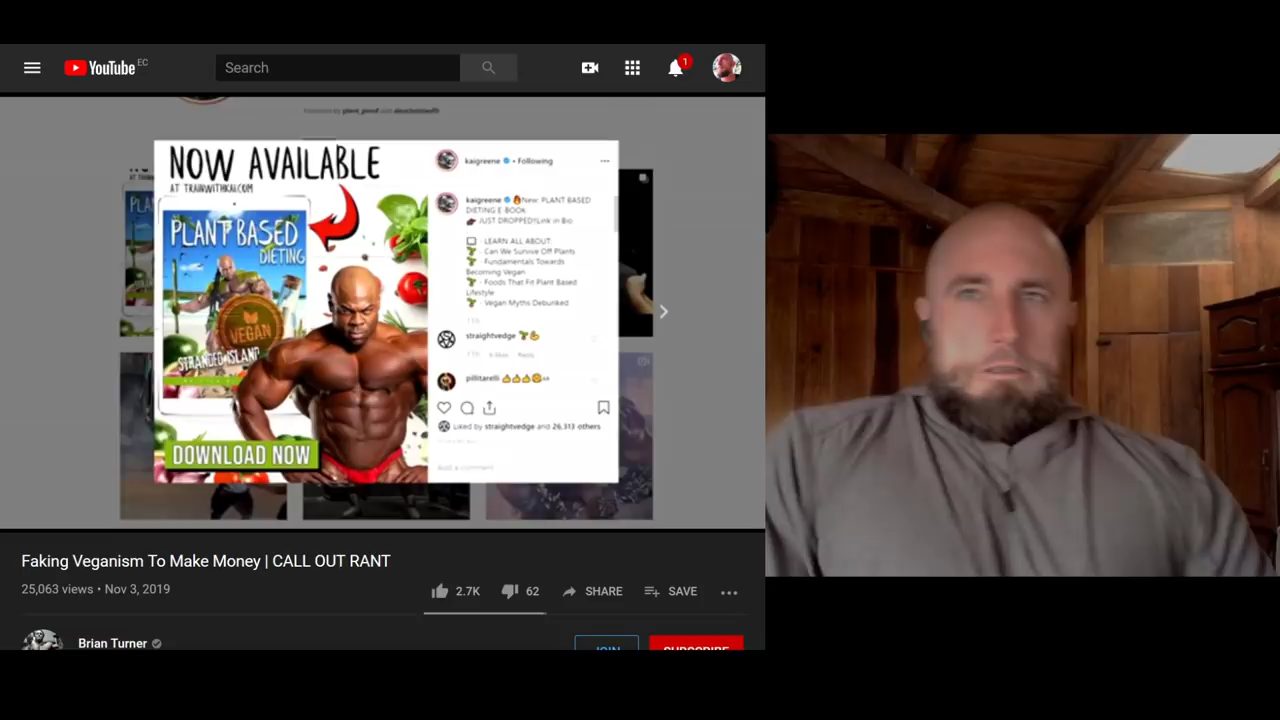 YouTube EC
Search
1
NOW AVAILABLE
AT TRAINWITHKAI.COM
PLANT BASED
DIETING
VEGAN
STRANDED ISLAND
DOWNLOAD NOW
kaigreene • Following
kaigreene 🔥New: PLANT BASED
DIETING E BOOK
JUST DROPPED!!Link in Bio
LEARN ALL ABOUT:
- Can We Survive Off Plants
- Fundamentals Towards
Becoming Vegan
- Foods That Fit Plant Based
Lifestyle
- Vegan Myths Debunked
straightvedge
pillitarelli
Liked by straightvedge and 26,313 others
Add a comment
Faking Veganism To Make Money | CALL OUT RANT
25,063 views • Nov 3, 2019
2.7K
62
SHARE
SAVE
Brian Turner
JOIN
SUBSCRIBE